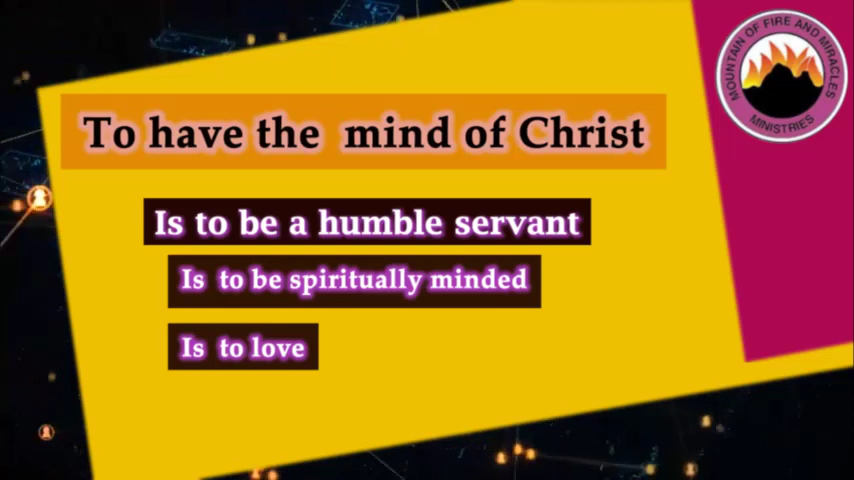 To have the mind of Christ
Is to be a humble servant
Is to be spiritually minded
Is to love
MOUNTAIN OF FIRE AND MIRACLES
MINISTRIES